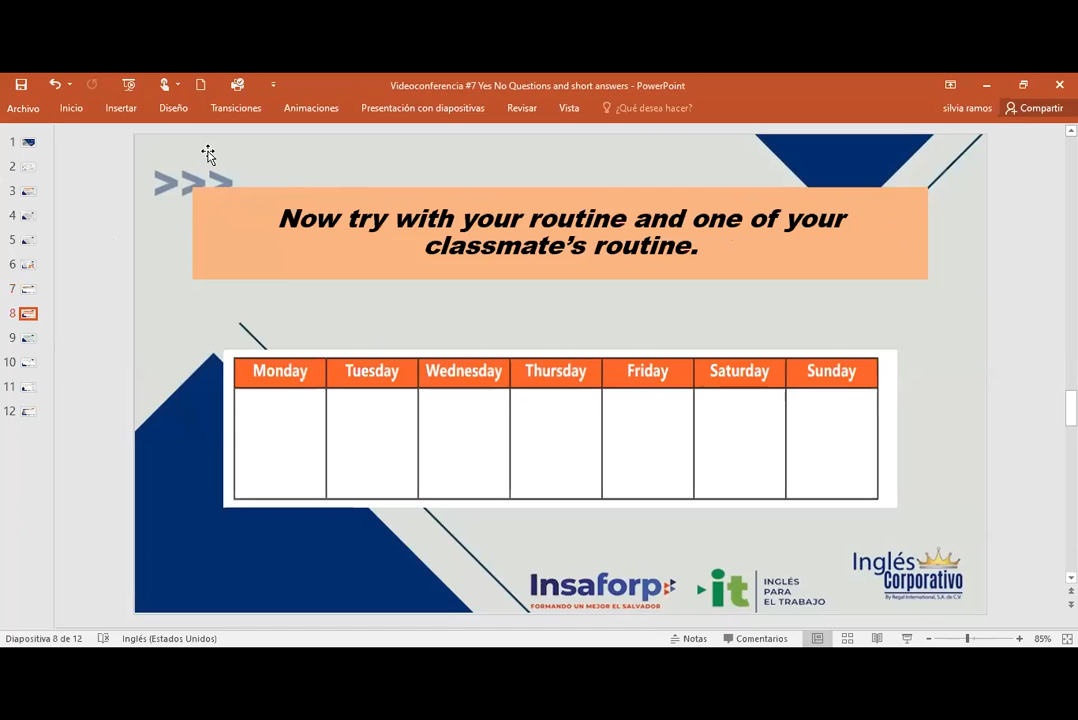 Videoconferencia #7 Yes No Questions and short answers - PowerPoint
Archivo Inicio Insertar Diseño Transiciones Animaciones Presentación con diapositivas Revisar Vista ¿Qué desea hacer? silvia ramos Compartir
1
2
3
4
5
6
7
8
9
10
11
12
>>>
Now try with your routine and one of your
classmate's routine.
Monday Tuesday Wednesday Thursday Friday Saturday Sunday
Insaforp
FORMANDO UN MEJOR EL SALVADOR
it
INGLÉS
PARA
EL TRABAJO
Inglés
Corporativo
By Regal International, S.A. de C.V.
Diapositiva 8 de 12 Inglés (Estados Unidos) Notas Comentarios 85%